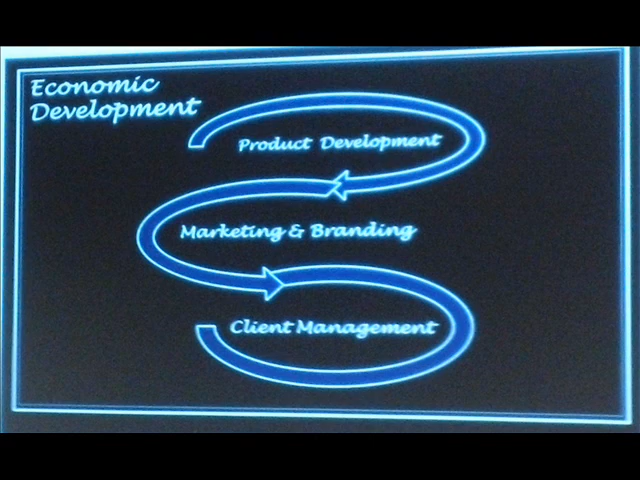 Economic
Development
Product Development
Marketing & Branding
Client Management